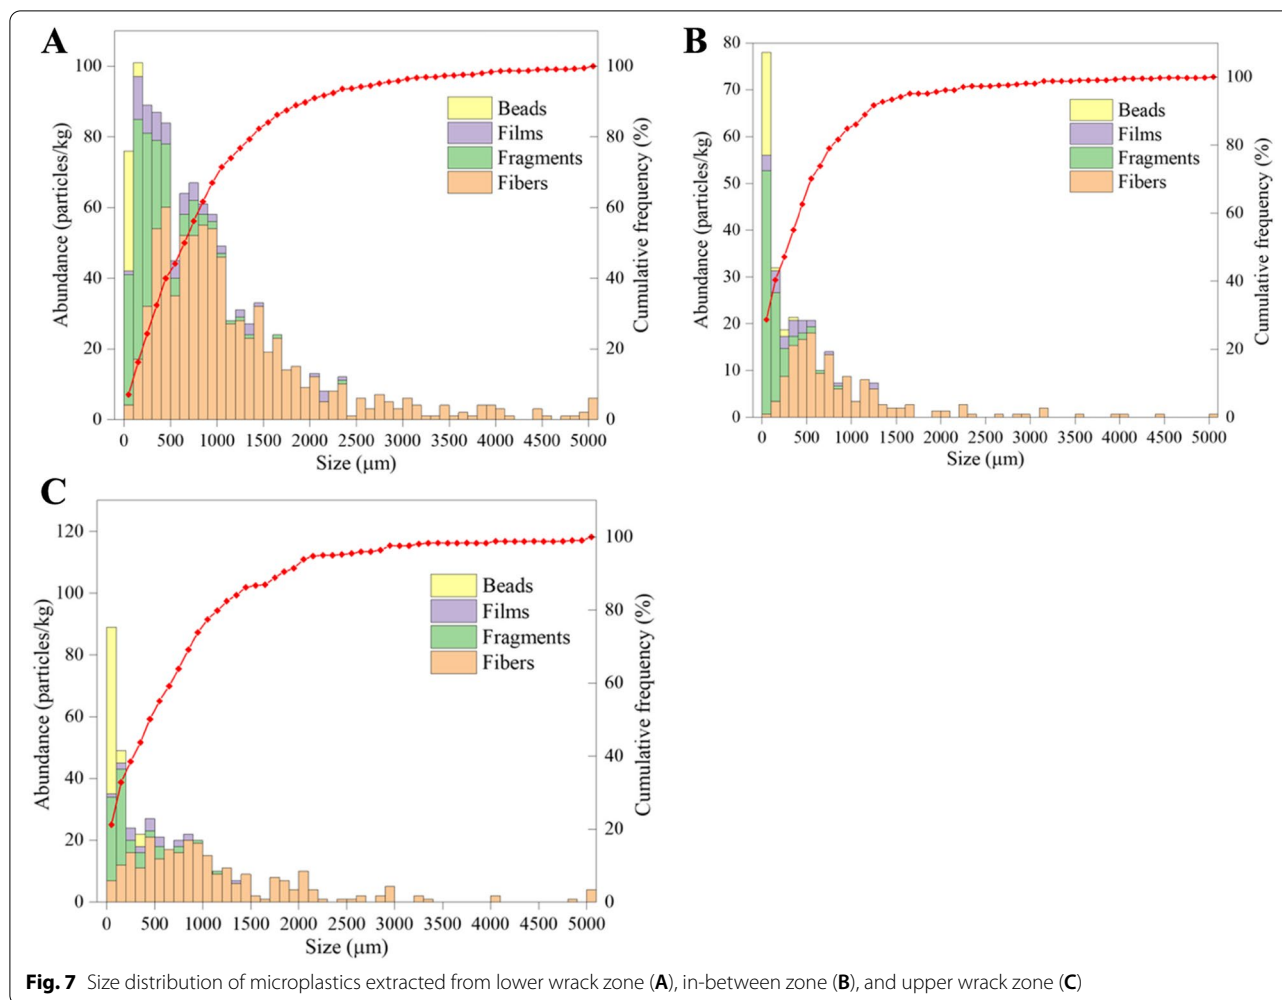 A
100
80
60
40
20
0
Abundance (particles/kg)
0 500 1000 1500 2000 2500 3000 3500 4000 4500 5000
Size (μm)
100
80
60
40
20
0
Cumulative frequency (%)
Beads
Films
Fragments
Fibers
B
80
70
60
50
40
30
20
10
0
Abundance (particles/kg)
0 500 1000 1500 2000 2500 3000 3500 4000 4500 5000
Size (μm)
100
80
60
40
20
0
Cumulative frequency (%)
Beads
Films
Fragments
Fibers
C
120
100
80
60
40
20
0
Abundance (particles/kg)
0 500 1000 1500 2000 2500 3000 3500 4000 4500 5000
Size (μm)
100
80
60
40
20
0
Cumulative frequency (%)
Beads
Films
Fragments
Fibers
Fig. 7 Size distribution of microplastics extracted from lower wrack zone (A), in-between zone (B), and upper wrack zone (C)